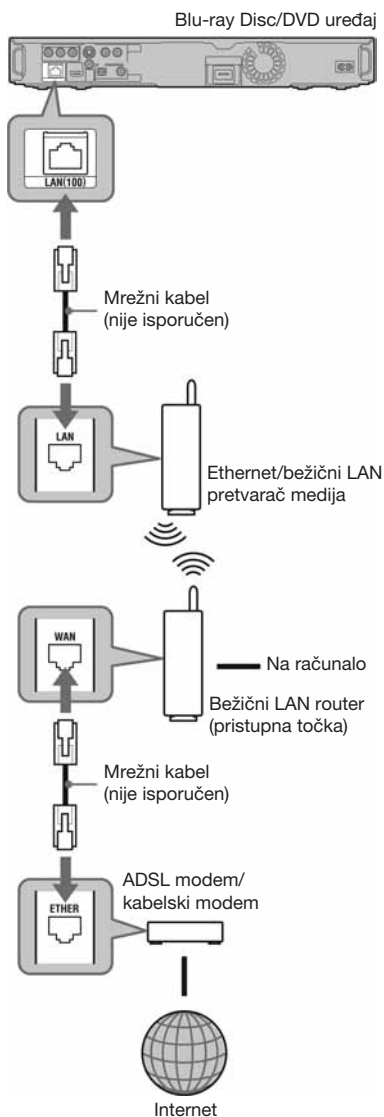 Blu-ray Disc/DVD uređaj
LAN(100)
Mrežni kabel
(nije isporučen)
LAN
Ethernet/bežični LAN
pretvarač medija
WAN
Na računalo
Bežični LAN router
(pristupna točka)
Mrežni kabel
(nije isporučen)
ADSL modem/
kabelski modem
ETHER
Internet